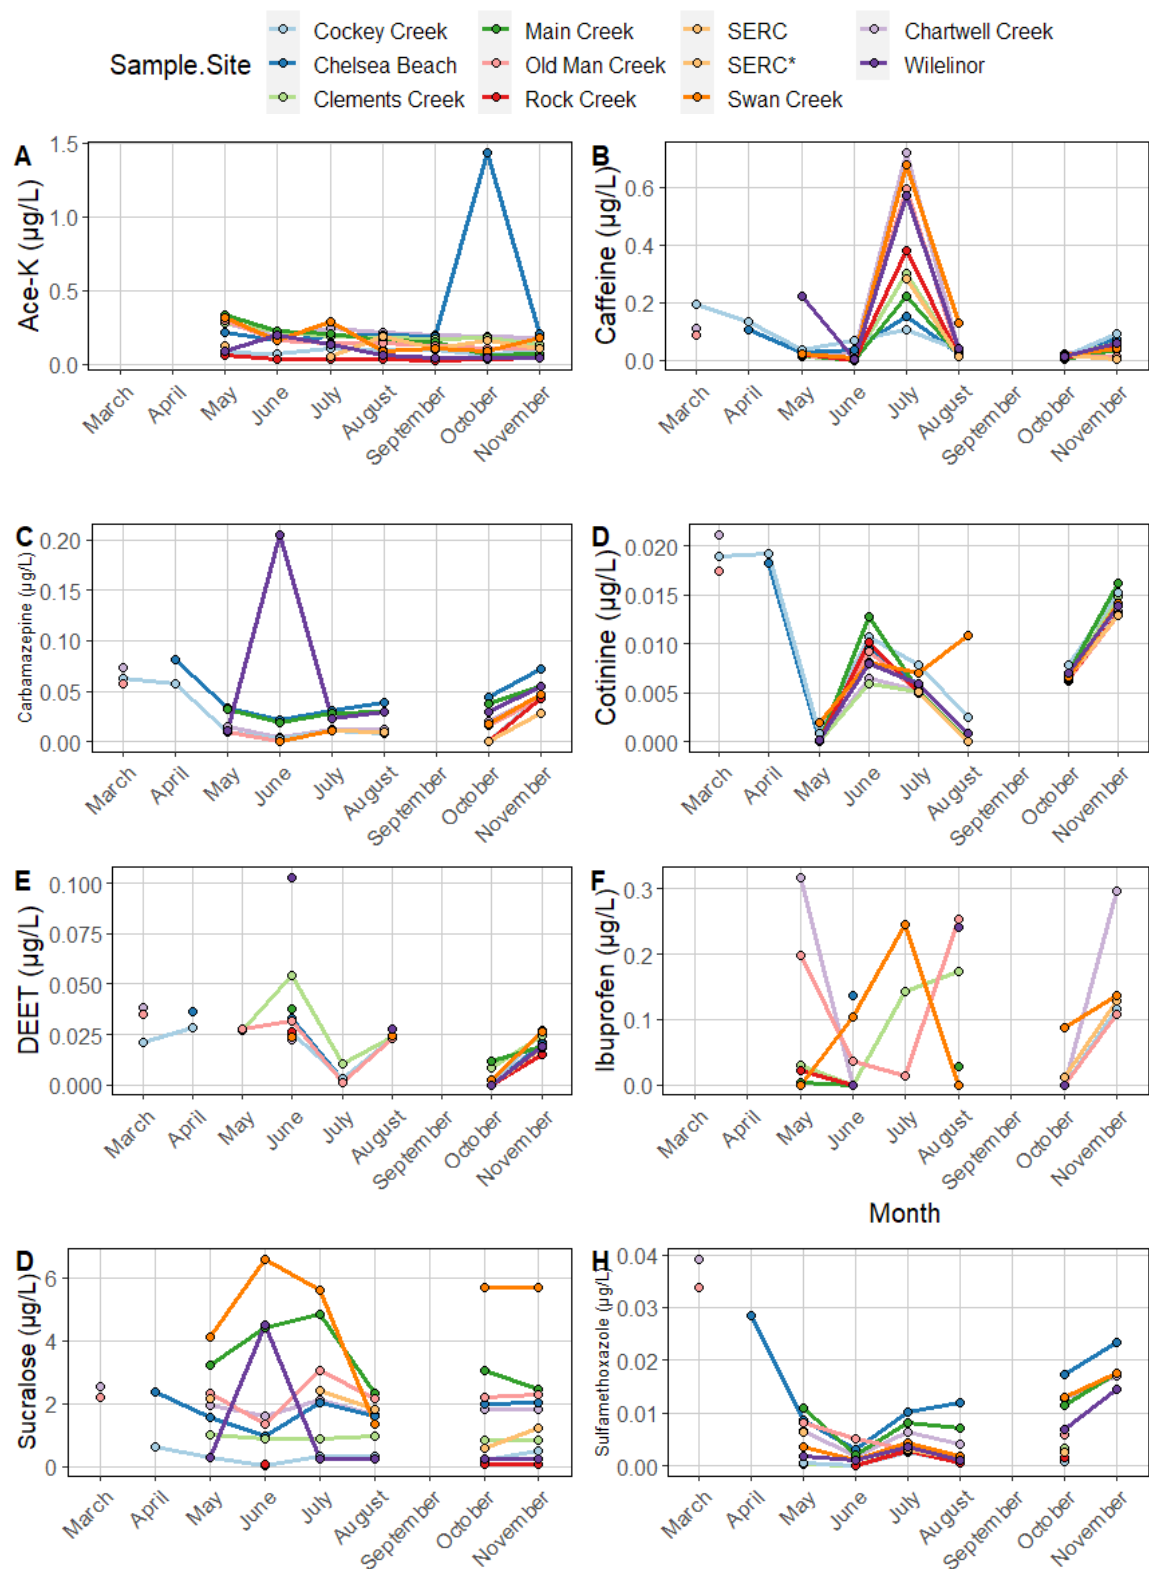 Sample.Site
Cockey Creek
Chelsea Beach
Clements Creek
Main Creek
Old Man Creek
Rock Creek
SERC
SERC*
Swan Creek
Chartwell Creek
Wilelinor
A
Ace-K (µg/L)
1.5
1.0
0.5
0.0
March
April
May
June
July
August
September
October
November
B
Caffeine (µg/L)
0.6
0.4
0.2
0.0
March
April
May
June
July
August
September
October
November
C
Carbamazepine (µg/L)
0.20
0.15
0.10
0.05
0.00
March
April
May
June
July
August
September
October
November
D
Cotinine (µg/L)
0.020
0.015
0.010
0.005
0.000
March
April
May
June
July
August
September
October
November
E
DEET (µg/L)
0.100
0.075
0.050
0.025
0.000
March
April
May
June
July
August
September
October
November
F
Ibuprofen (µg/L)
0.3
0.2
0.1
0.0
March
April
May
June
July
August
September
October
November
Month
D
Sucralose (µg/L)
6
4
2
0
March
April
May
June
July
August
September
October
November
H
Sulfamethoxazole (µg/L)
0.04
0.03
0.02
0.01
0.00
March
April
May
June
July
August
September
October
November